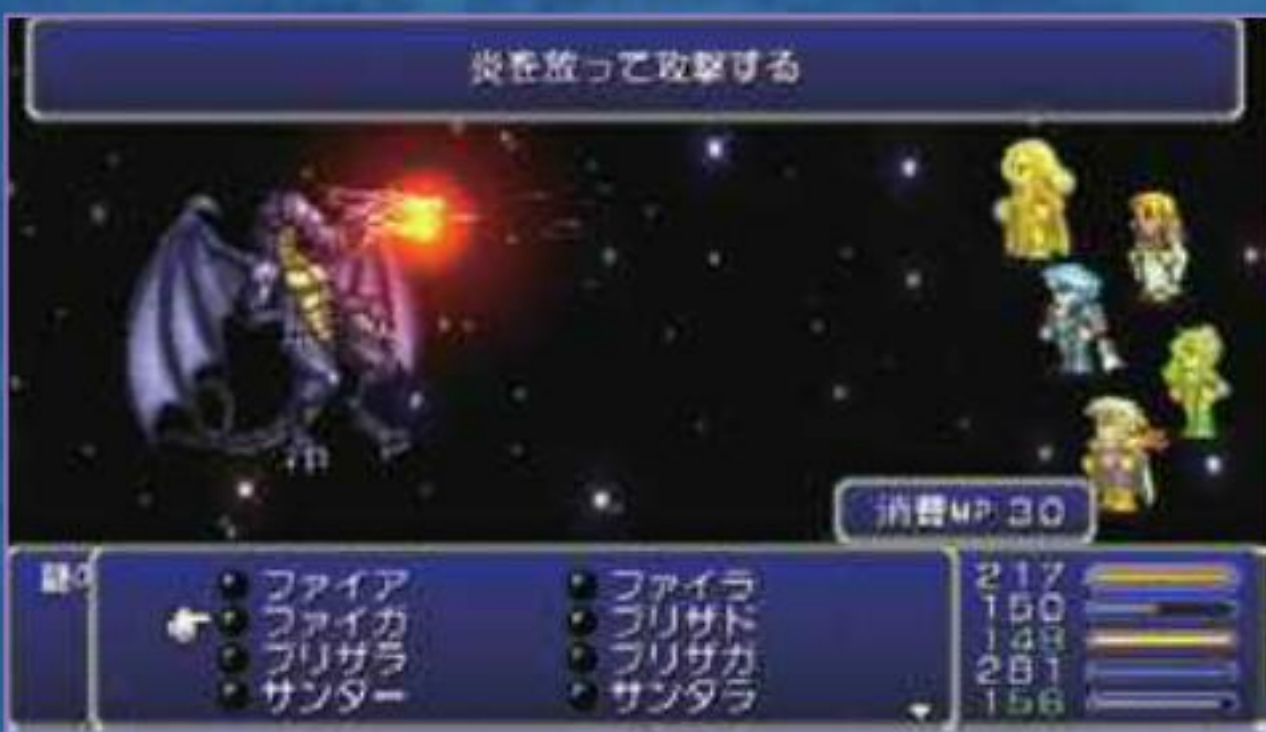 炎を放って攻撃する
消費MP 30
謎の
ファイア ファイラ
ファイガ ブリザド
ブリザラ ブリザガ
サンダー サンダラ
217
150
148
281
156